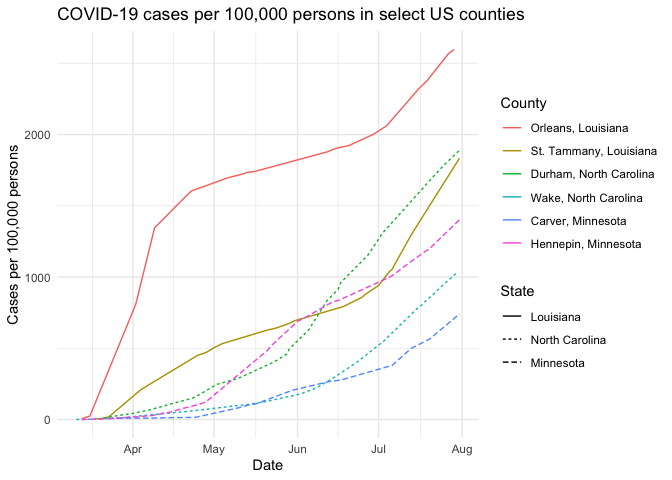 COVID-19 cases per 100,000 persons in select US counties
Cases per 100,000 persons
2000
1000
0
Apr
May
Jun
Jul
Aug
Date
County
Orleans, Louisiana
St. Tammany, Louisiana
Durham, North Carolina
Wake, North Carolina
Carver, Minnesota
Hennepin, Minnesota
State
Louisiana
North Carolina
Minnesota